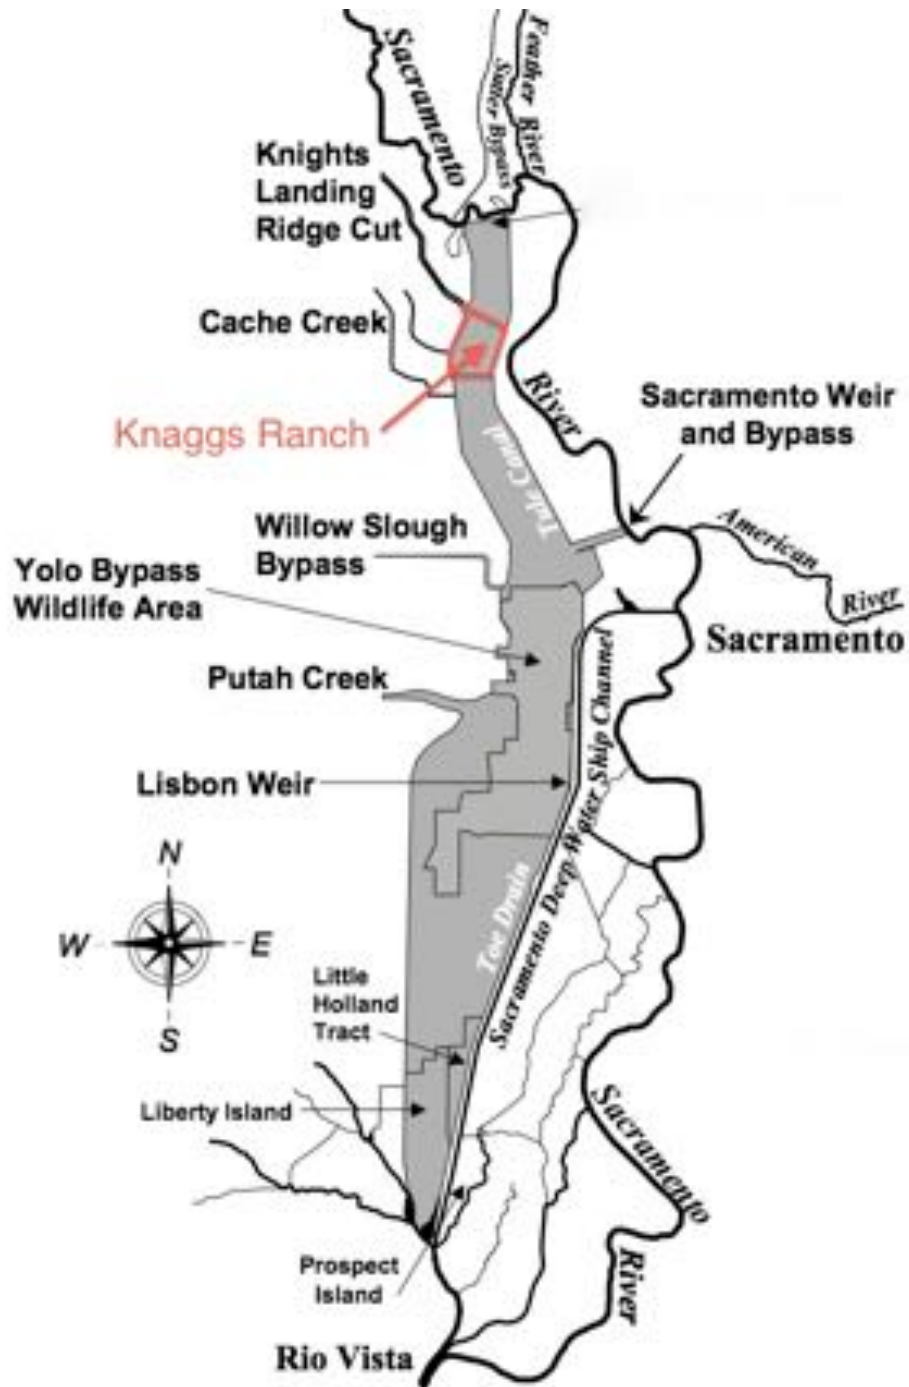 Sacramento
Sutter Bypass
Feather River
Knights
Landing
Ridge Cut
Cache Creek
Knaggs Ranch
River
Sacramento Weir
and Bypass
Tule Canal
Willow Slough
Bypass
American
River
Yolo Bypass
Wildlife Area
Sacramento
Putah Creek
Lisbon Weir
Sacramento Deep Water Ship Channel
Toe Drain
N
W
E
S
Little
Holland
Tract
Liberty Island
Sacramento
River
Prospect
Island
Rio Vista